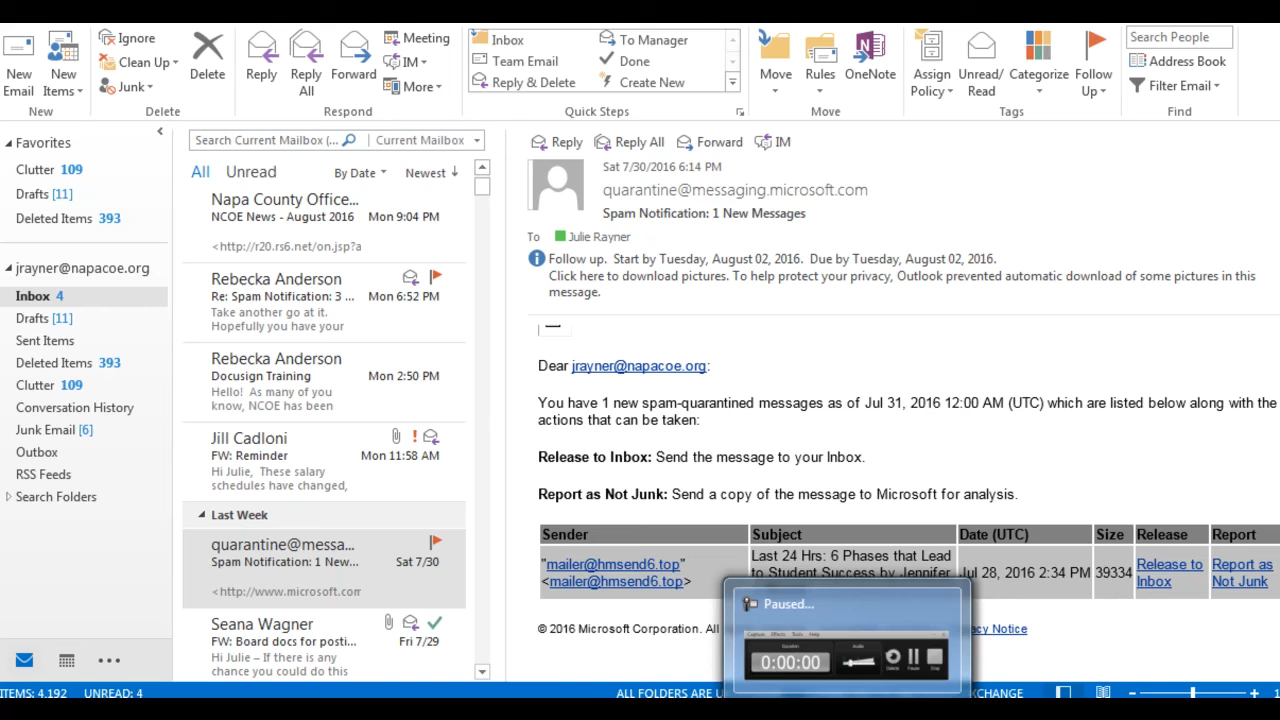 New Email
New Items
New
Ignore
Clean Up
Junk
Delete
Delete
Reply
Reply All
Forward
Meeting
IM
More
Respond
Inbox
Team Email
Reply & Delete
To Manager
Done
Create New
Quick Steps
Move
Rules
OneNote
Move
Assign Policy
Unread/ Read
Categorize
Follow Up
Tags
Search People
Address Book
Filter Email
Find
Favorites
Clutter 109
Drafts [11]
Deleted Items 393
jrayner@napacoe.org
Inbox 4
Drafts [11]
Sent Items
Deleted Items 393
Clutter 109
Conversation History
Junk Email [6]
Outbox
RSS Feeds
Search Folders
Search Current Mailbox (...
Current Mailbox
All Unread
By Date Newest
Napa County Office...
NCOE News - August 2016 Mon 9:04 PM
<http://r20.rs6.net/on.jsp?a
Rebecka Anderson
Re: Spam Notification: 3 ... Mon 6:52 PM
Take another go at it.
Hopefully you have your
Rebecka Anderson
Docusign Training Mon 2:50 PM
Hello! As many of you
know, NCOE has been
Jill Cadloni
FW: Reminder Mon 11:58 AM
Hi Julie, These salary
schedules have changed,
Last Week
quarantine@messa...
Spam Notification: 1 New... Sat 7/30
<http://www.microsoft.com
Seana Wagner
FW: Board docs for posti... Fri 7/29
Hi Julie – If there is any
chance you could do this
Reply Reply All Forward IM
Sat 7/30/2016 6:14 PM
quarantine@messaging.microsoft.com
Spam Notification: 1 New Messages
To Julie Rayner
Follow up. Start by Tuesday, August 02, 2016. Due by Tuesday, August 02, 2016.
Click here to download pictures. To help protect your privacy, Outlook prevented automatic download of some pictures in this
message.
Dear jrayner@napacoe.org:
You have 1 new spam-quarantined messages as of Jul 31, 2016 12:00 AM (UTC) which are listed below along with the
actions that can be taken:
Release to Inbox: Send the message to your Inbox.
Report as Not Junk: Send a copy of the message to Microsoft for analysis.
Sender Subject Date (UTC) Size Release Report
"mailer@hmsend6.top"
<mailer@hmsend6.top>
Last 24 Hrs: 6 Phases that Lead
to Student Success by Jennifer
Jul 28, 2016 2:34 PM 39334
Release to
Inbox
Report as
Not Junk
© 2016 Microsoft Corporation. All
acy Notice
Paused...
Capture Effects Tools Help
Duration
0:00:00
Audio
Delete Pause Stop
ITEMS: 4,192 UNREAD: 4
ALL FOLDERS ARE U
XCHANGE